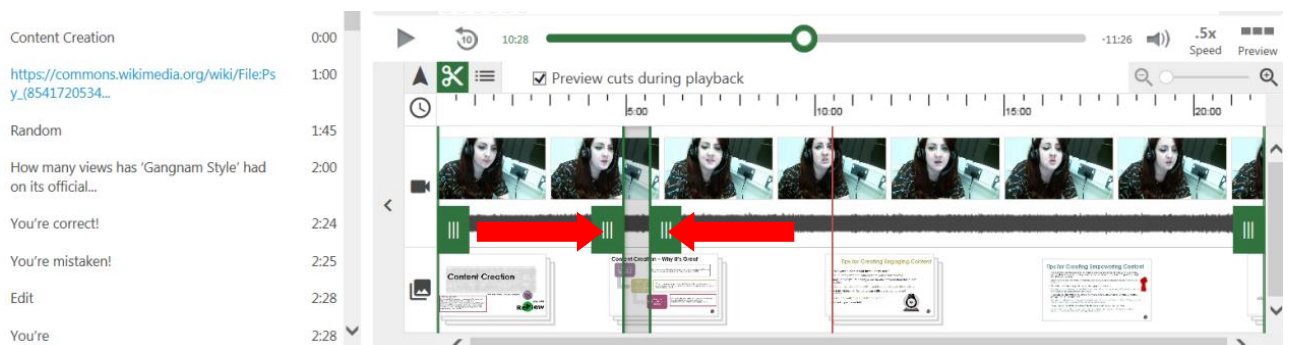 Content Creation 0:00
https://commons.wikimedia.org/wiki/File:Ps
y_(8541720534... 1:00
Random 1:45
How many views has ‘Gangnam Style’ had
on its official... 2:00
You’re correct! 2:24
You’re mistaken! 2:25
Edit 2:28
You’re 2:28
10
10:28
-11:26
.5x
Speed
Preview
Preview cuts during playback
5:00
10:00
15:00
20:00
Content Creation
Content Creation - Why it's Great
Tips for Creating Engaging Content
Tips for Creating Empowering Content